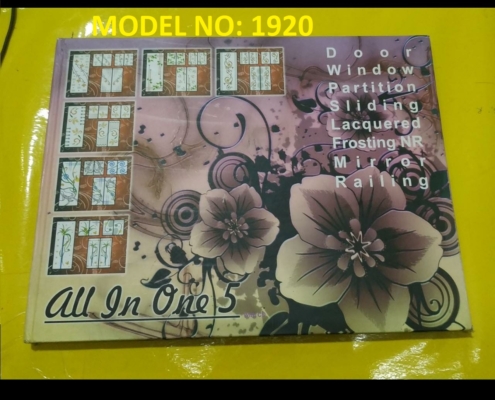 MODEL NO: 1920
Door
Window
Partition
Sliding
Lacquered
Frosting NR
Mirror
Railing
All In One 5